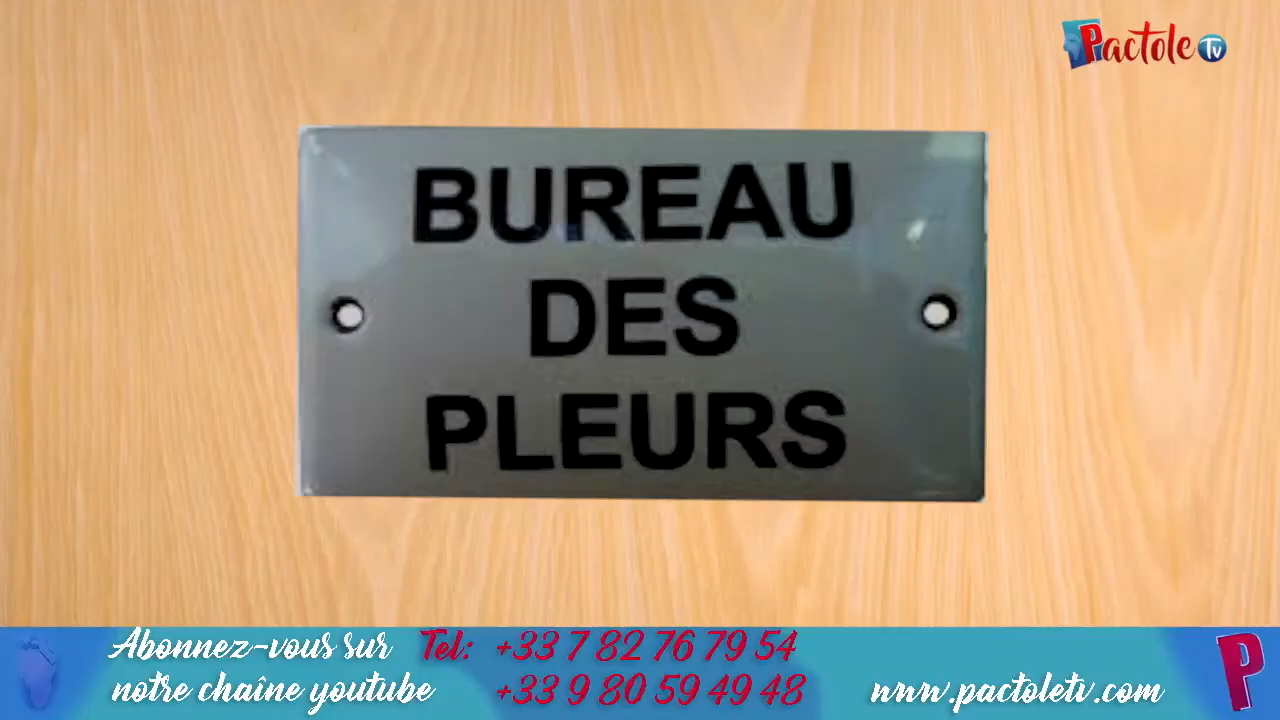 Pactole Tv
BUREAU
DES
PLEURS
Abonnez-vous sur
notre chaîne youtube
Tel: +33 7 82 76 79 54
+33 9 80 59 49 48
www.pactoletv.com
P